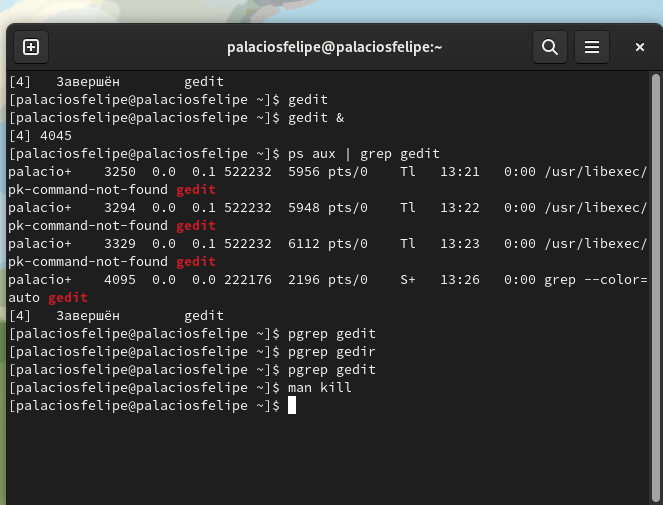 palaciosfelipe@palaciosfelipe:~
[4]   Завершён        gedit
[palaciosfelipe@palaciosfelipe ~]$ gedit
[palaciosfelipe@palaciosfelipe ~]$ gedit &
[4] 4045
[palaciosfelipe@palaciosfelipe ~]$ ps aux | grep gedit
palacio+    3250  0.0  0.1 522232  5956 pts/0    Tl   13:21   0:00 /usr/libexec/
pk-command-not-found gedit
palacio+    3294  0.0  0.1 522232  5948 pts/0    Tl   13:22   0:00 /usr/libexec/
pk-command-not-found gedit
palacio+    3329  0.0  0.1 522232  6112 pts/0    Tl   13:23   0:00 /usr/libexec/
pk-command-not-found gedit
palacio+    4095  0.0  0.0 222176  2196 pts/0    S+   13:26   0:00 grep --color=
auto gedit
[4]   Завершён        gedit
[palaciosfelipe@palaciosfelipe ~]$ pgrep gedit
[palaciosfelipe@palaciosfelipe ~]$ pgrep gedir
[palaciosfelipe@palaciosfelipe ~]$ pgrep gedit
[palaciosfelipe@palaciosfelipe ~]$ man kill
[palaciosfelipe@palaciosfelipe ~]$